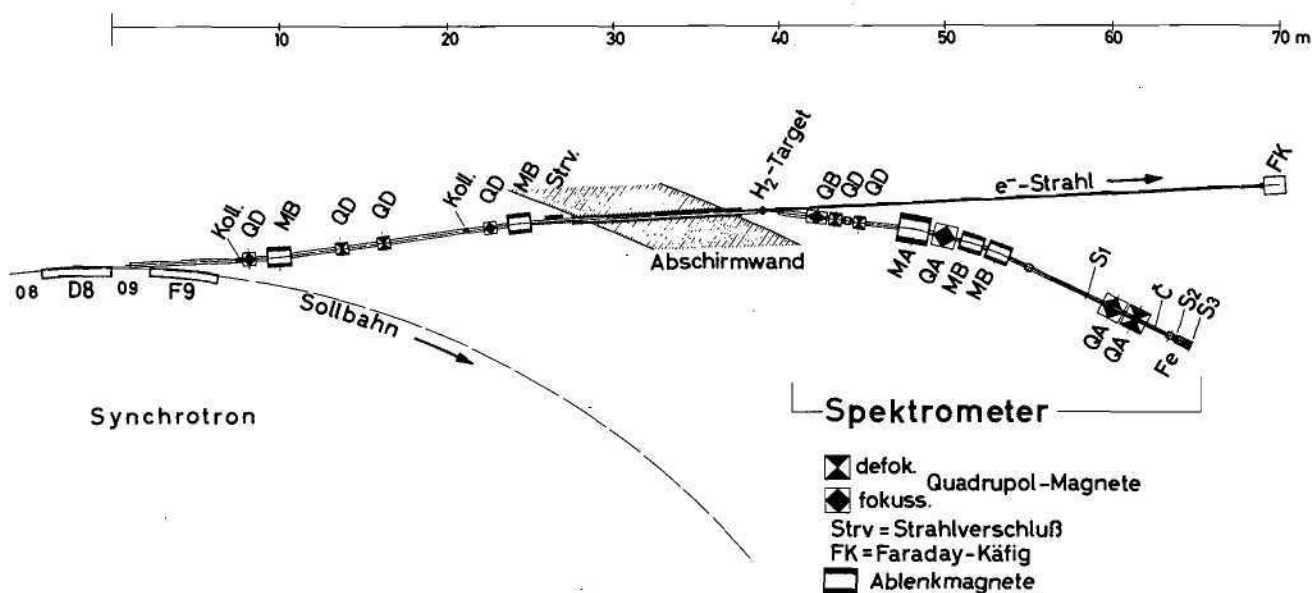 10 20 30 40 50 60 70 m
Koll. QD MB QD QD Koll. QD MB Strv. H₂-Target QB QD QD e⁻-Strahl FK
Abschirmwand
MA QA MB MB S1 QA QA Č S2 S3 Fe
08 D8 09 F9
Sollbahn
Synchrotron
Spektrometer
defok.
Quadrupol-Magnete
fokuss.
Strv = Strahlverschluß
FK = Faraday-Käfig
Ablenkmagnete